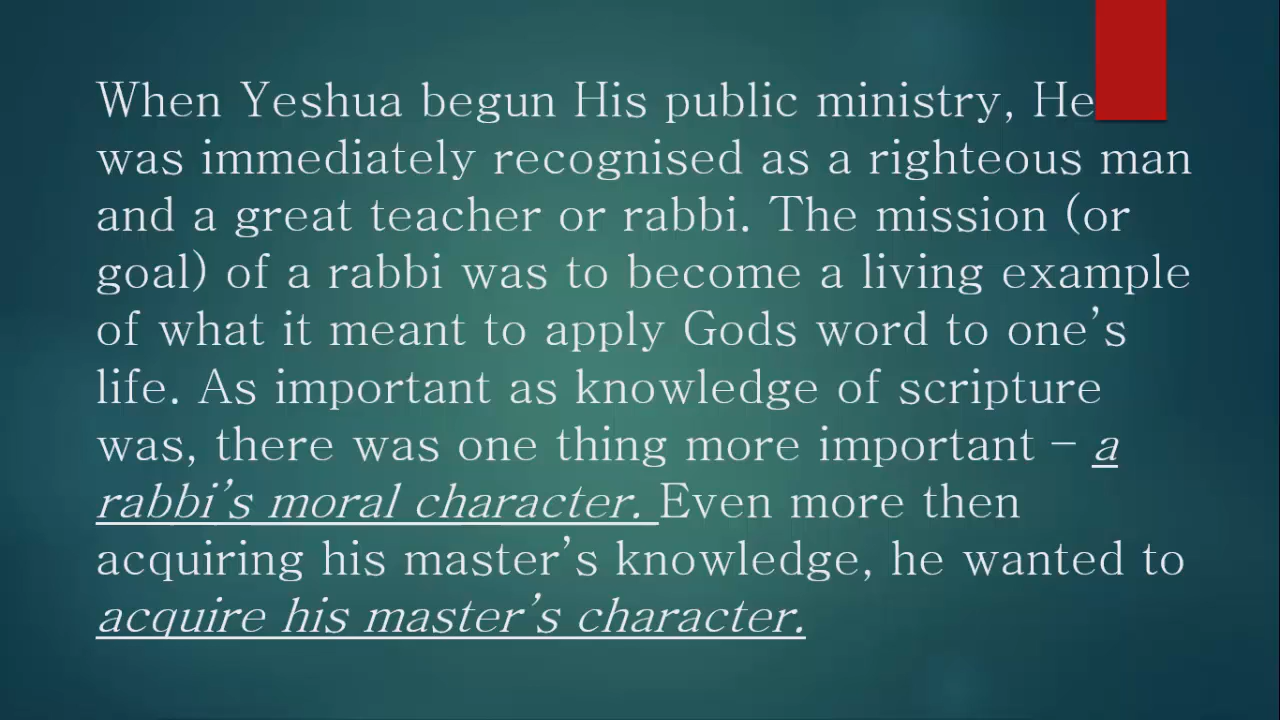 When Yeshua begun His public ministry, He
was immediately recognised as a righteous man
and a great teacher or rabbi. The mission (or
goal) of a rabbi was to become a living example
of what it meant to apply Gods word to one’s
life. As important as knowledge of scripture
was, there was one thing more important – a
rabbi’s moral character. Even more then
acquiring his master’s knowledge, he wanted to
acquire his master’s character.